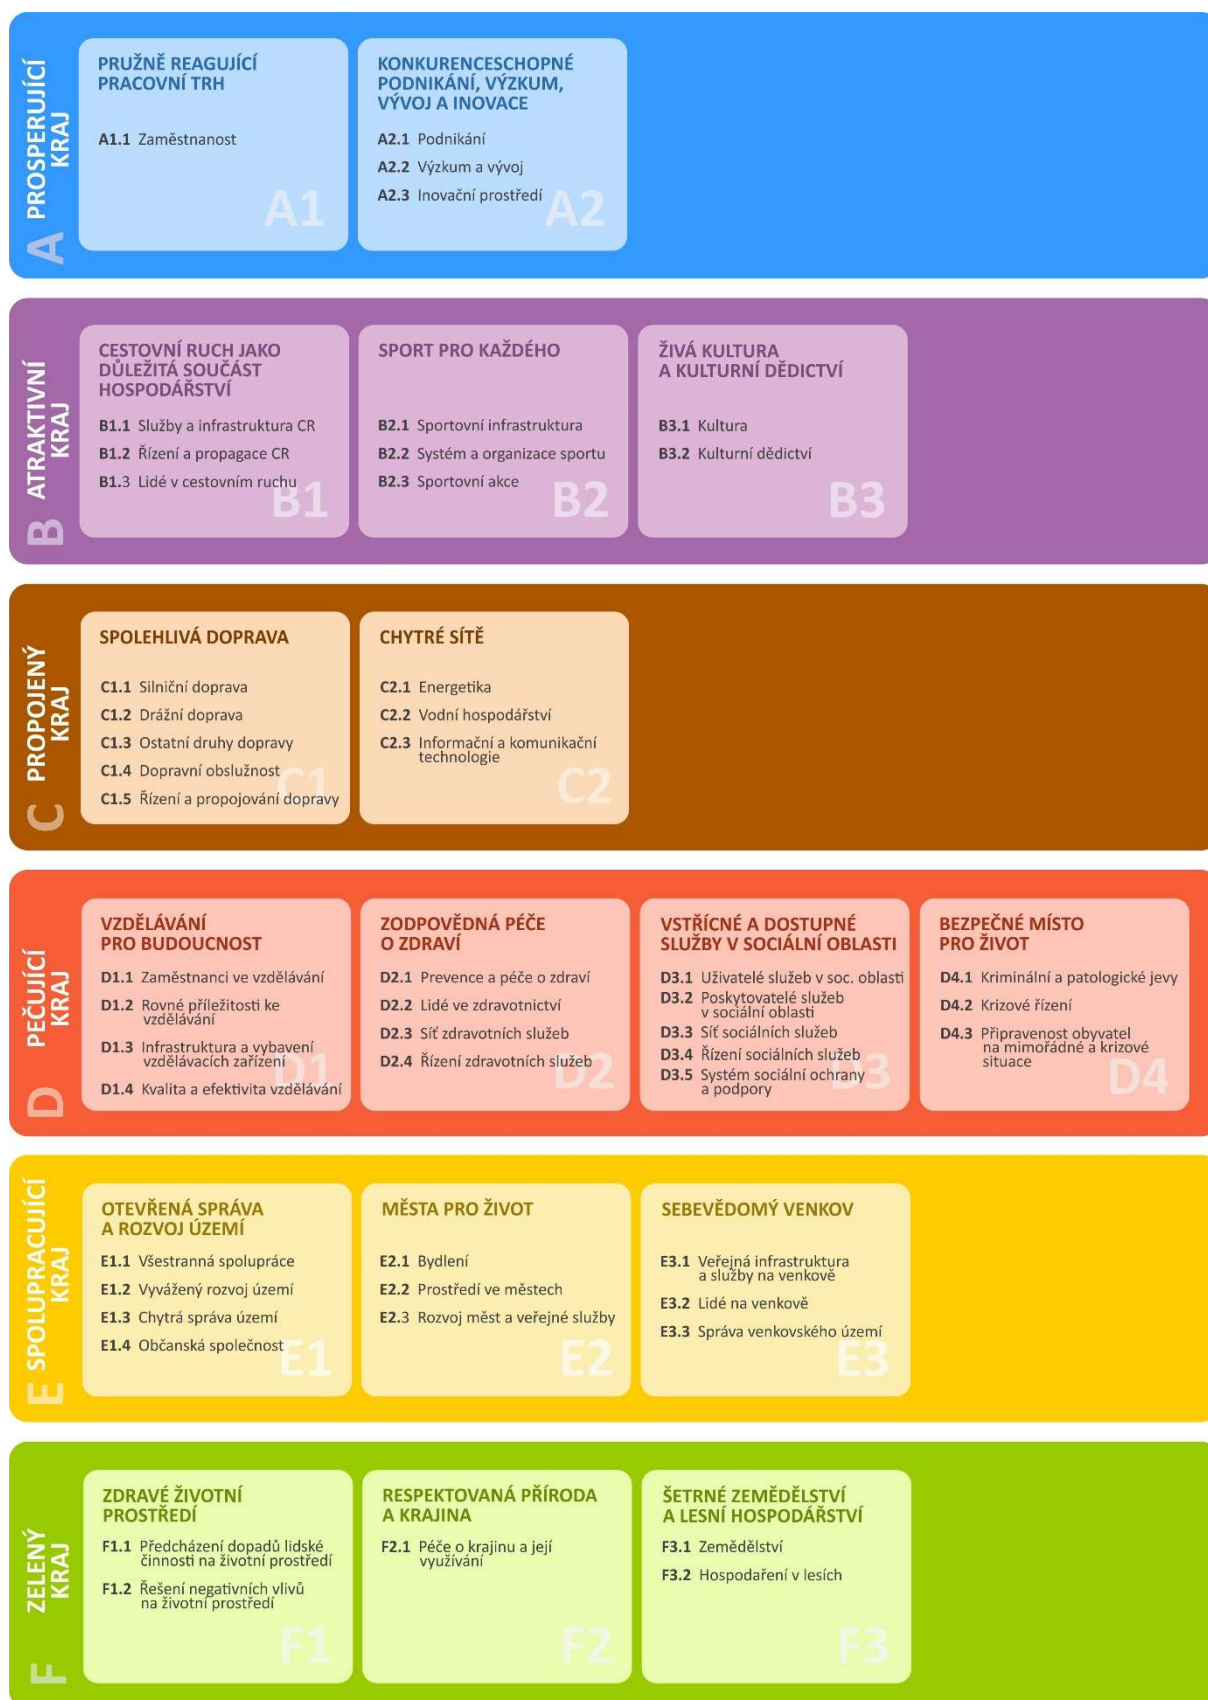 A PROSPERUJÍCÍ
KRAJ
PRUŽNĚ REAGUJÍCÍ
PRACOVNÍ TRH
A1.1 Zaměstnanost
A1
KONKURENCESCHOPNÉ
PODNIKÁNÍ, VÝZKUM,
VÝVOJ A INOVACE
A2.1 Podnikání
A2.2 Výzkum a vývoj
A2.3 Inovační prostředí
A2
B ATRAKTIVNÍ
KRAJ
CESTOVNÍ RUCH JAKO
DŮLEŽITÁ SOUČÁST
HOSPODÁŘSTVÍ
B1.1 Služby a infrastruktura CR
B1.2 Řízení a propagace CR
B1.3 Lidé v cestovním ruchu
B1
SPORT PRO KAŽDÉHO
B2.1 Sportovní infrastruktura
B2.2 Systém a organizace sportu
B2.3 Sportovní akce
B2
ŽIVÁ KULTURA
A KULTURNÍ DĚDICTVÍ
B3.1 Kultura
B3.2 Kulturní dědictví
B3
C PROPOJENÝ
KRAJ
SPOLEHLIVÁ DOPRAVA
C1.1 Silniční doprava
C1.2 Drážní doprava
C1.3 Ostatní druhy dopravy
C1.4 Dopravní obslužnost
C1.5 Řízení a propojování dopravy
C1
CHYTRÉ SÍTĚ
C2.1 Energetika
C2.2 Vodní hospodářství
C2.3 Informační a komunikační
technologie
C2
D PEČUJÍCÍ
KRAJ
VZDĚLÁVÁNÍ
PRO BUDOUCNOST
D1.1 Zaměstnanci ve vzdělávání
D1.2 Rovné příležitosti ke
vzdělávání
D1.3 Infrastruktura a vybavení
vzdělávacích zařízení
D1.4 Kvalita a efektivita vzdělávání
D1
ZODPOVĚDNÁ PÉČE
O ZDRAVÍ
D2.1 Prevence a péče o zdraví
D2.2 Lidé ve zdravotnictví
D2.3 Síť zdravotních služeb
D2.4 Řízení zdravotních služeb
D2
VSTŘÍCNÉ A DOSTUPNÉ
SLUŽBY V SOCIÁLNÍ OBLASTI
D3.1 Uživatelé služeb v soc. oblasti
D3.2 Poskytovatelé služeb
v sociální oblasti
D3.3 Síť sociálních služeb
D3.4 Řízení sociálních služeb
D3.5 Systém sociální ochrany
a podpory
D3
BEZPEČNÉ MÍSTO
PRO ŽIVOT
D4.1 Kriminální a patologické jevy
D4.2 Krizové řízení
D4.3 Připravenost obyvatel
na mimořádné a krizové
situace
D4
E SPOLUPRACUJÍCÍ
KRAJ
OTEVŘENÁ SPRÁVA
A ROZVOJ ÚZEMÍ
E1.1 Všestranná spolupráce
E1.2 Vyvážený rozvoj území
E1.3 Chytrá správa území
E1.4 Občanská společnost
E1
MĚSTA PRO ŽIVOT
E2.1 Bydlení
E2.2 Prostředí ve městech
E2.3 Rozvoj měst a veřejné služby
E2
SEBEVĚDOMÝ VENKOV
E3.1 Veřejná infrastruktura
a služby na venkově
E3.2 Lidé na venkově
E3.3 Správa venkovského území
E3
F ZELENÝ
KRAJ
ZDRAVÉ ŽIVOTNÍ
PROSTŘEDÍ
F1.1 Předcházení dopadů lidské
činnosti na životní prostředí
F1.2 Řešení negativních vlivů
na životní prostředí
F1
RESPEKTOVANÁ PŘÍRODA
A KRAJINA
F2.1 Péče o krajinu a její
využívání
F2
ŠETRNÉ ZEMĚDĚLSTVÍ
A LESNÍ HOSPODÁŘSTVÍ
F3.1 Zemědělství
F3.2 Hospodaření v lesích
F3